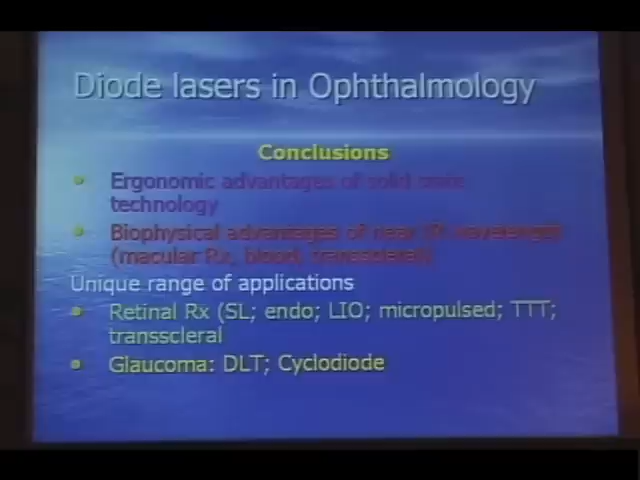 Diode lasers in Ophthalmology
Conclusions
• Ergonomic advantages of solid state
technology
• Biophysical advantages of near IR wavelength
(macular Rx, blood, transscleral)
Unique range of applications
• Retinal Rx (SL; endo; LIO; micropulsed; TTT;
transscleral
• Glaucoma: DLT; Cyclodiode